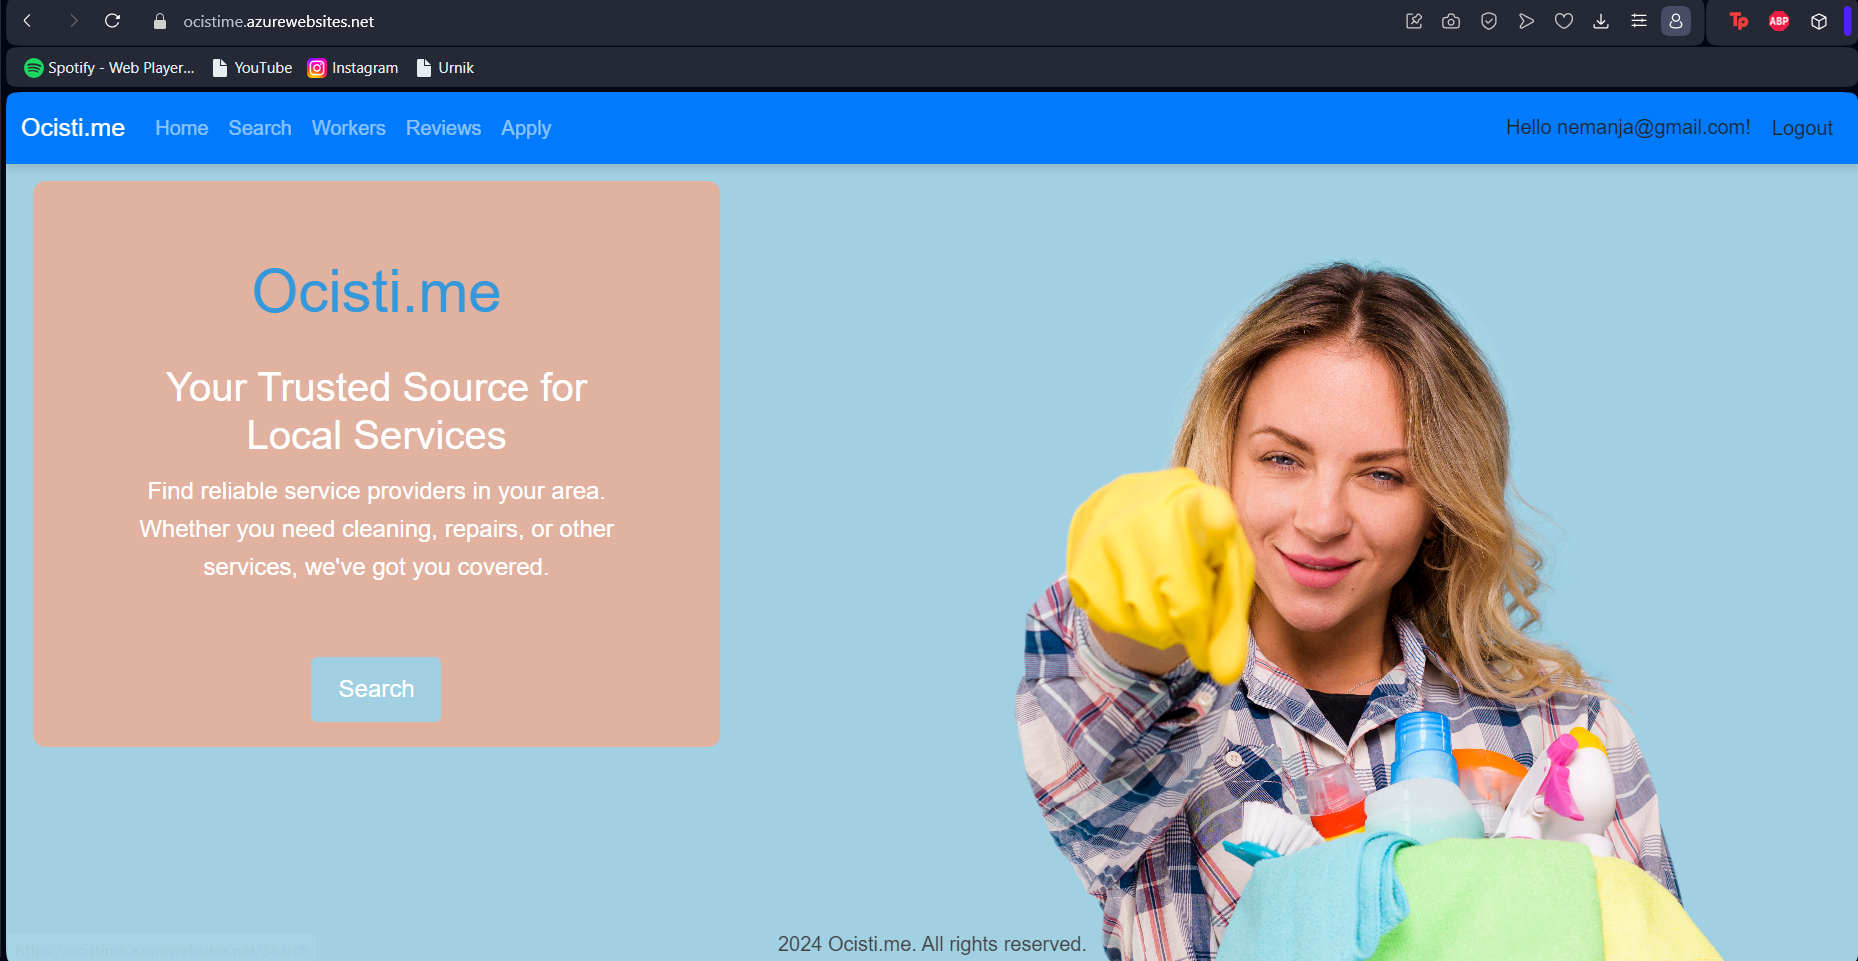 ocistime.azurewebsites.net
Tp ABP
Spotify - Web Player... YouTube Instagram Urnik
Ocisti.me Home Search Workers Reviews Apply Hello nemanja@gmail.com! Logout
Ocisti.me
Your Trusted Source for
Local Services
Find reliable service providers in your area.
Whether you need cleaning, repairs, or other
services, we've got you covered.
Search
2024 Ocisti.me. All rights reserved.
https://ocistime.azurewebsites.net/Search